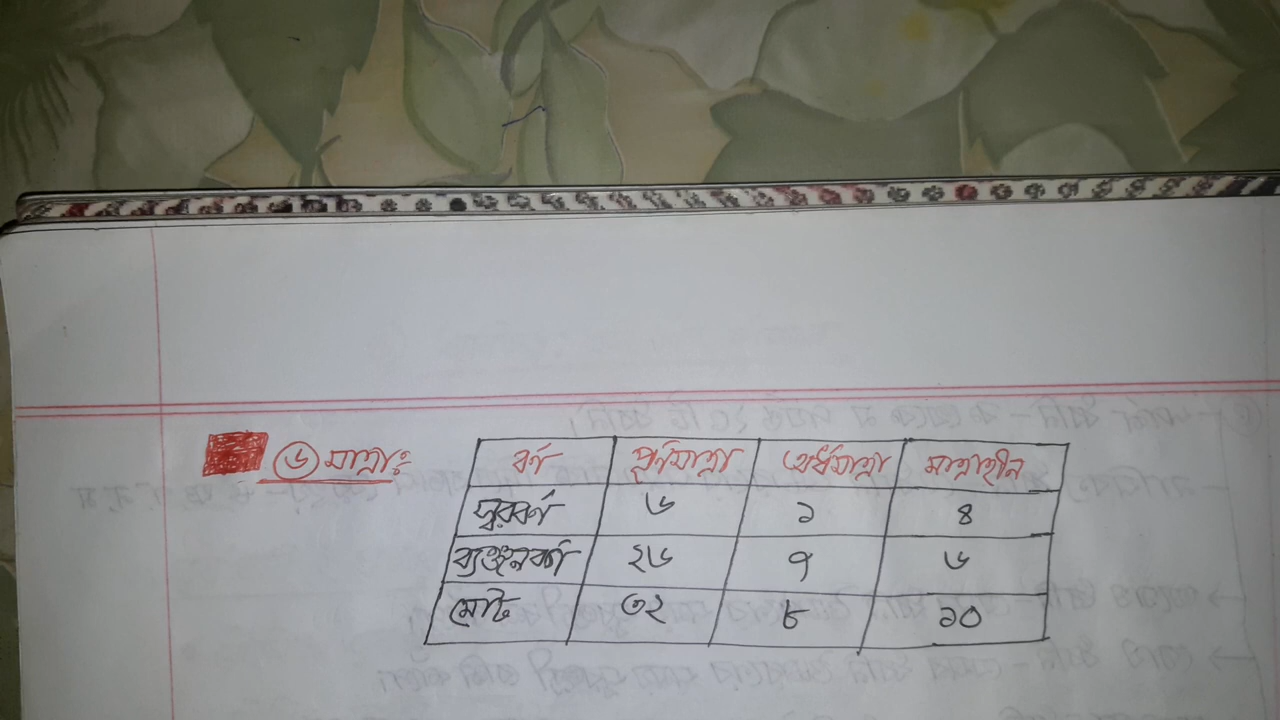 ৬ মাত্রাঃ
বর্ণ পূর্ণমাত্রা অর্ধমাত্রা মাত্রাহীন
স্বরবর্ণ ৬ ১ ৪
ব্যঞ্জনবর্ণ ২৬ ৭ ৬
মোট ৩২ ৮ ১০